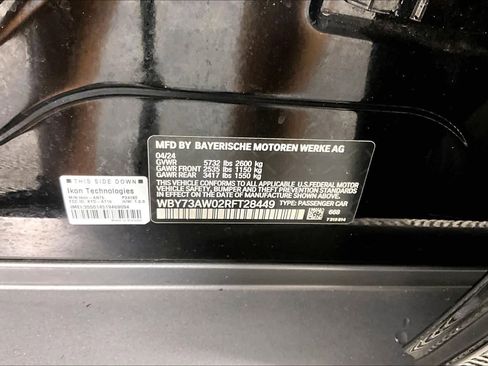 MFD BY BAYERISCHE MOTOREN WERKE AG
04/24
GVWR 5732 lbs 2600 kg
GAWR FRONT 2535 lbs 1150 kg
GAWR REAR 3417 lbs 1550 kg
THIS VEHICLE CONFORMS TO ALL APPLICABLE U.S.FEDERAL MOTOR
VEHICLE SAFETY, BUMPER AND THEFT PREVENTION STANDARDS
IN EFFECT ON THE DATE OF MANUFACTURE SHOWN ABOVE.
WBY73AW02RFT28449 TYPE: PASSENGER CAR
668
THIS SIDE DOWN
Ikon Technologies